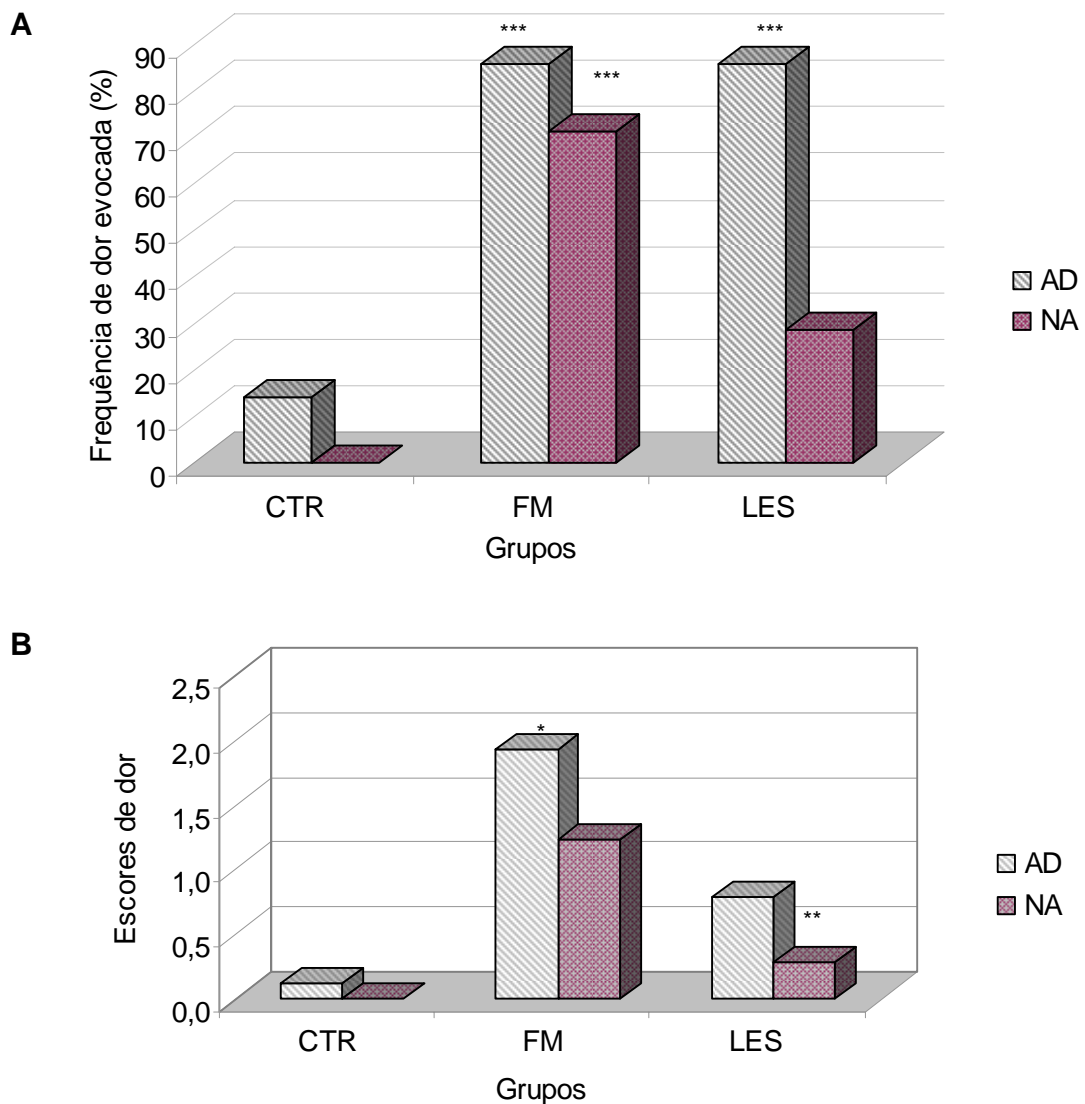 A
Frequência de dor evocada (%)
90
80
70
60
50
40
30
20
10
0
***
***
***
CTR
FM
LES
Grupos
AD
NA
B
Escores de dor
2,5
2,0
1,5
1,0
0,5
0,0
*
**
CTR
FM
LES
Grupos
AD
NA